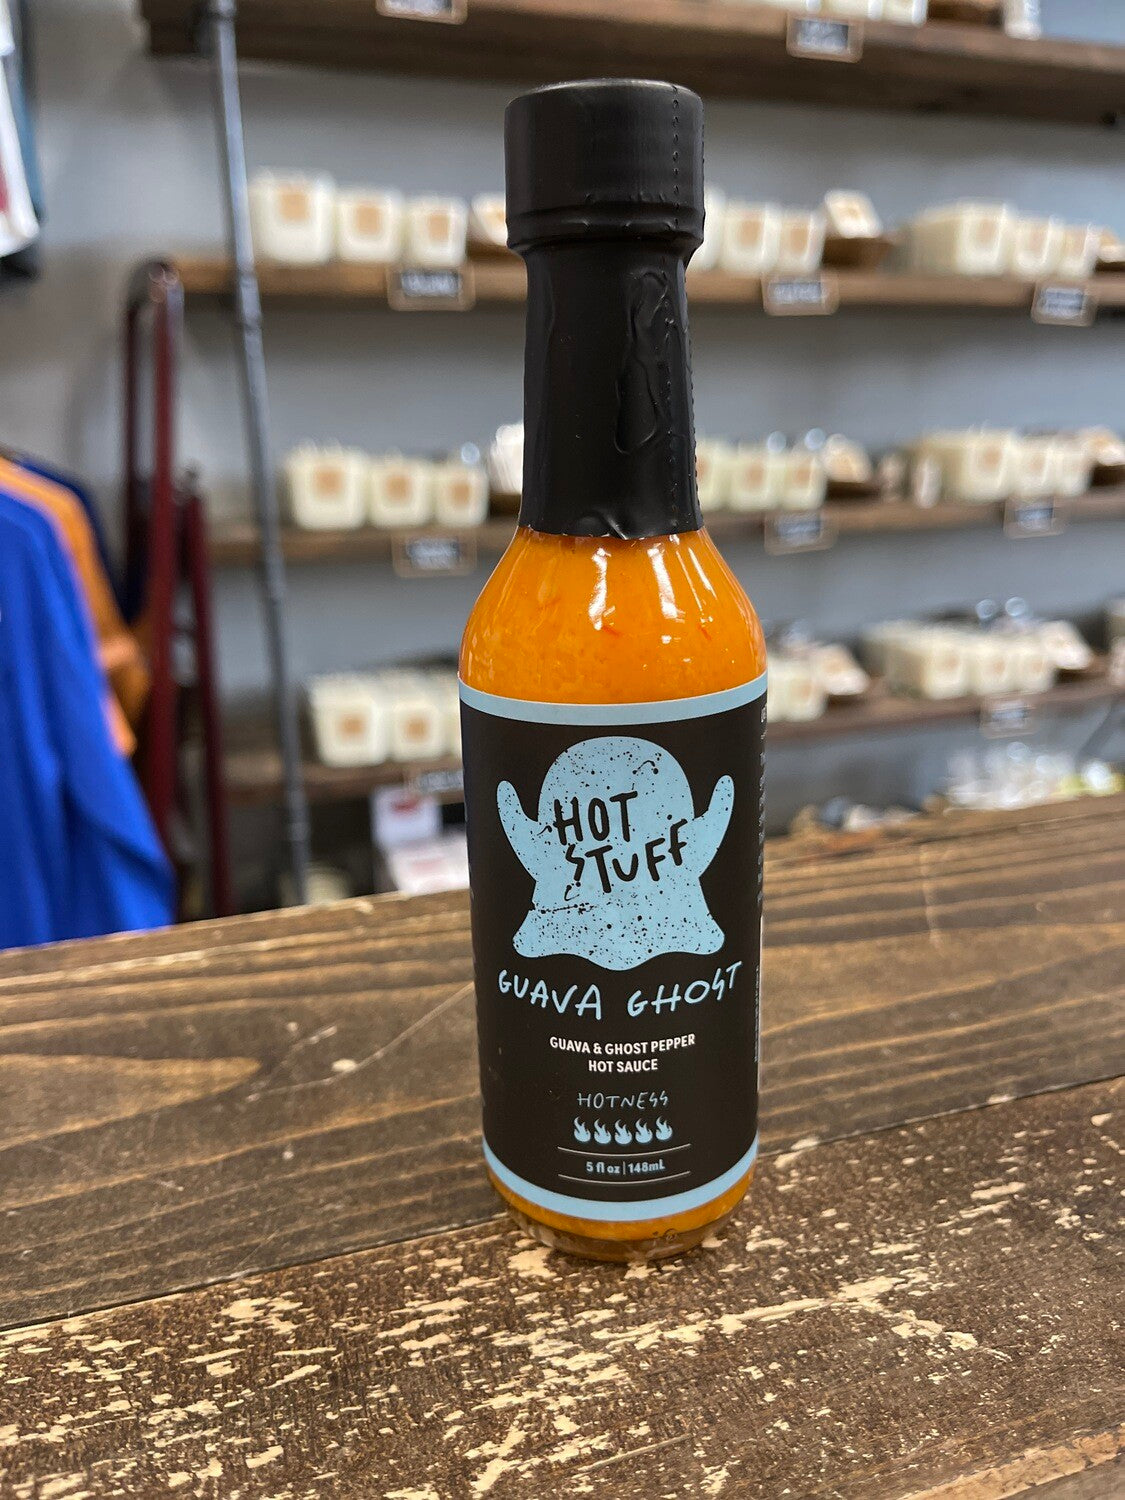 HOT
STUFF
GUAVA GHOST
GUAVA & GHOST PEPPER
HOT SAUCE
HOTNESS
5 fl oz | 148mL